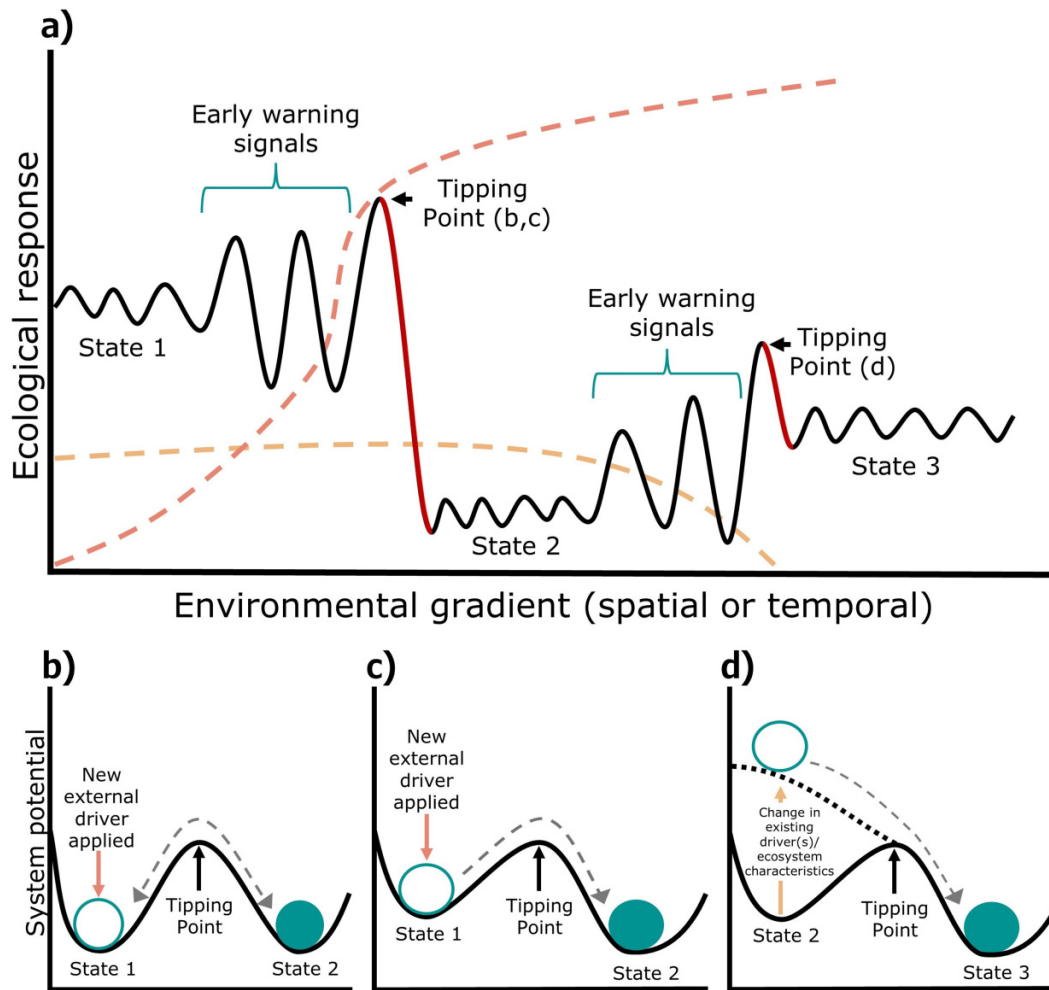 a)
Early warning
signals
Tipping
Point (b,c)
Early warning
signals
State 1
Tipping
Point (d)
State 3
State 2
Ecological response
Environmental gradient (spatial or temporal)
b)
System potential
New
external
driver
applied
Tipping
Point
State 1
State 2
c)
New
external
driver
applied
State 1
Tipping
Point
State 2
d)
Change in
existing
driver(s)/
ecosystem
characteristics
State 2
Tipping
Point
State 3